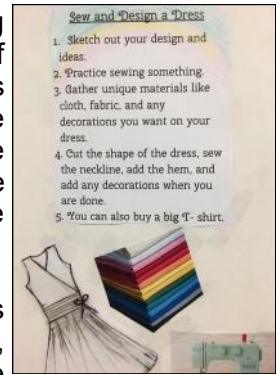 Sew and Design a Dress
1. Sketch out your design and
ideas.
2. Practice sewing something.
3. Gather unique materials like
cloth, fabric, and any
decorations you want on your
dress.
4. Cut the shape of the dress, sew
the neckline, add the hem, and
add any decorations when you
are done.
5. You can also buy a big T- shirt.